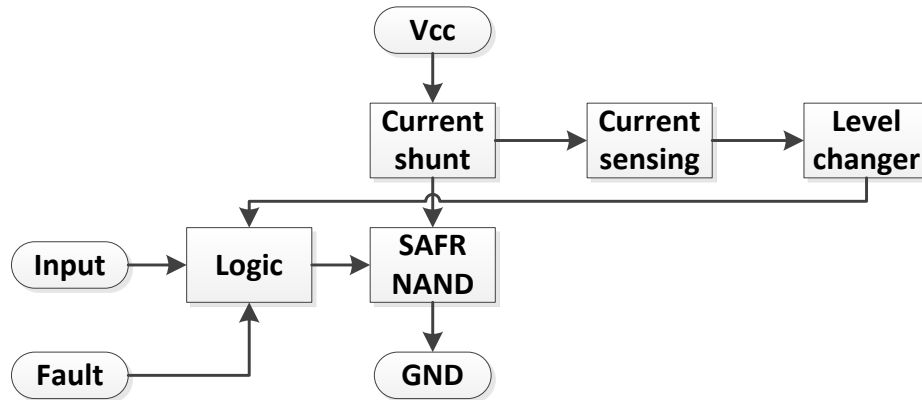 Vcc
Current
shunt
Current
sensing
Level
changer
Input
Logic
SAFR
NAND
Fault
GND